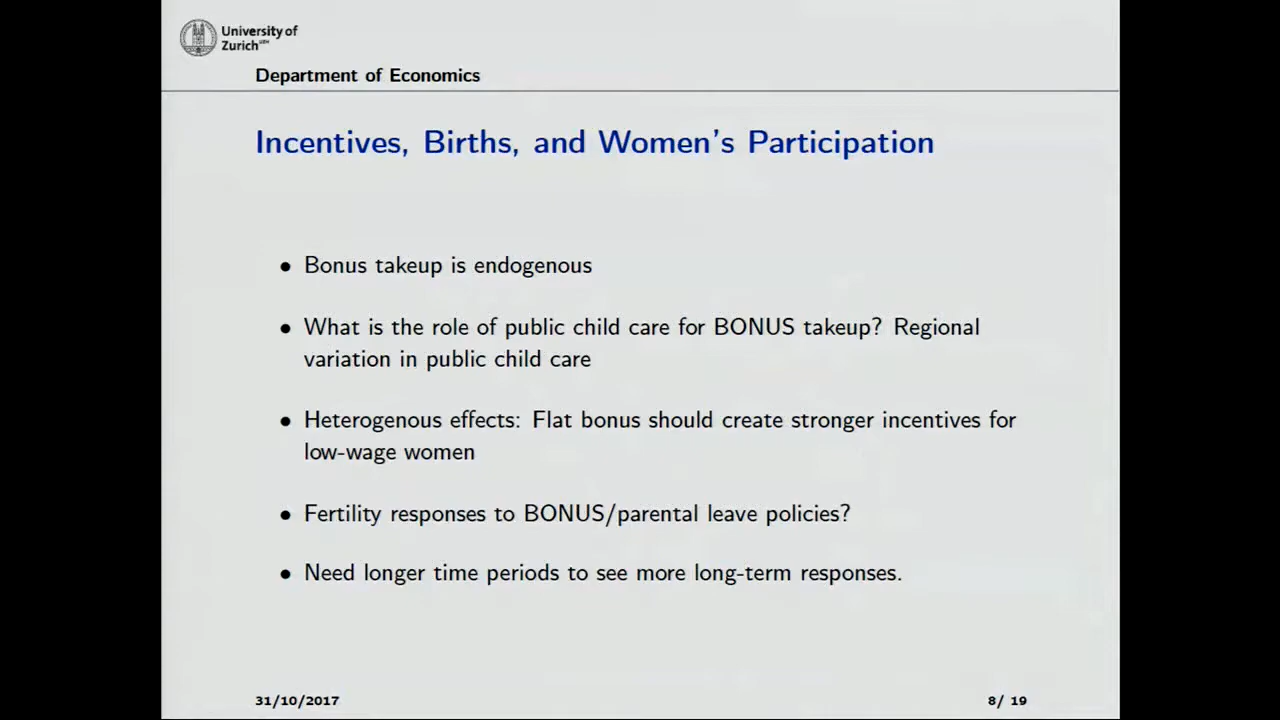 University of
Zurich UZH
Department of Economics
Incentives, Births, and Women's Participation
• Bonus takeup is endogenous
• What is the role of public child care for BONUS takeup? Regional
variation in public child care
• Heterogenous effects: Flat bonus should create stronger incentives for
low-wage women
• Fertility responses to BONUS/parental leave policies?
• Need longer time periods to see more long-term responses.
31/10/2017
8/ 19